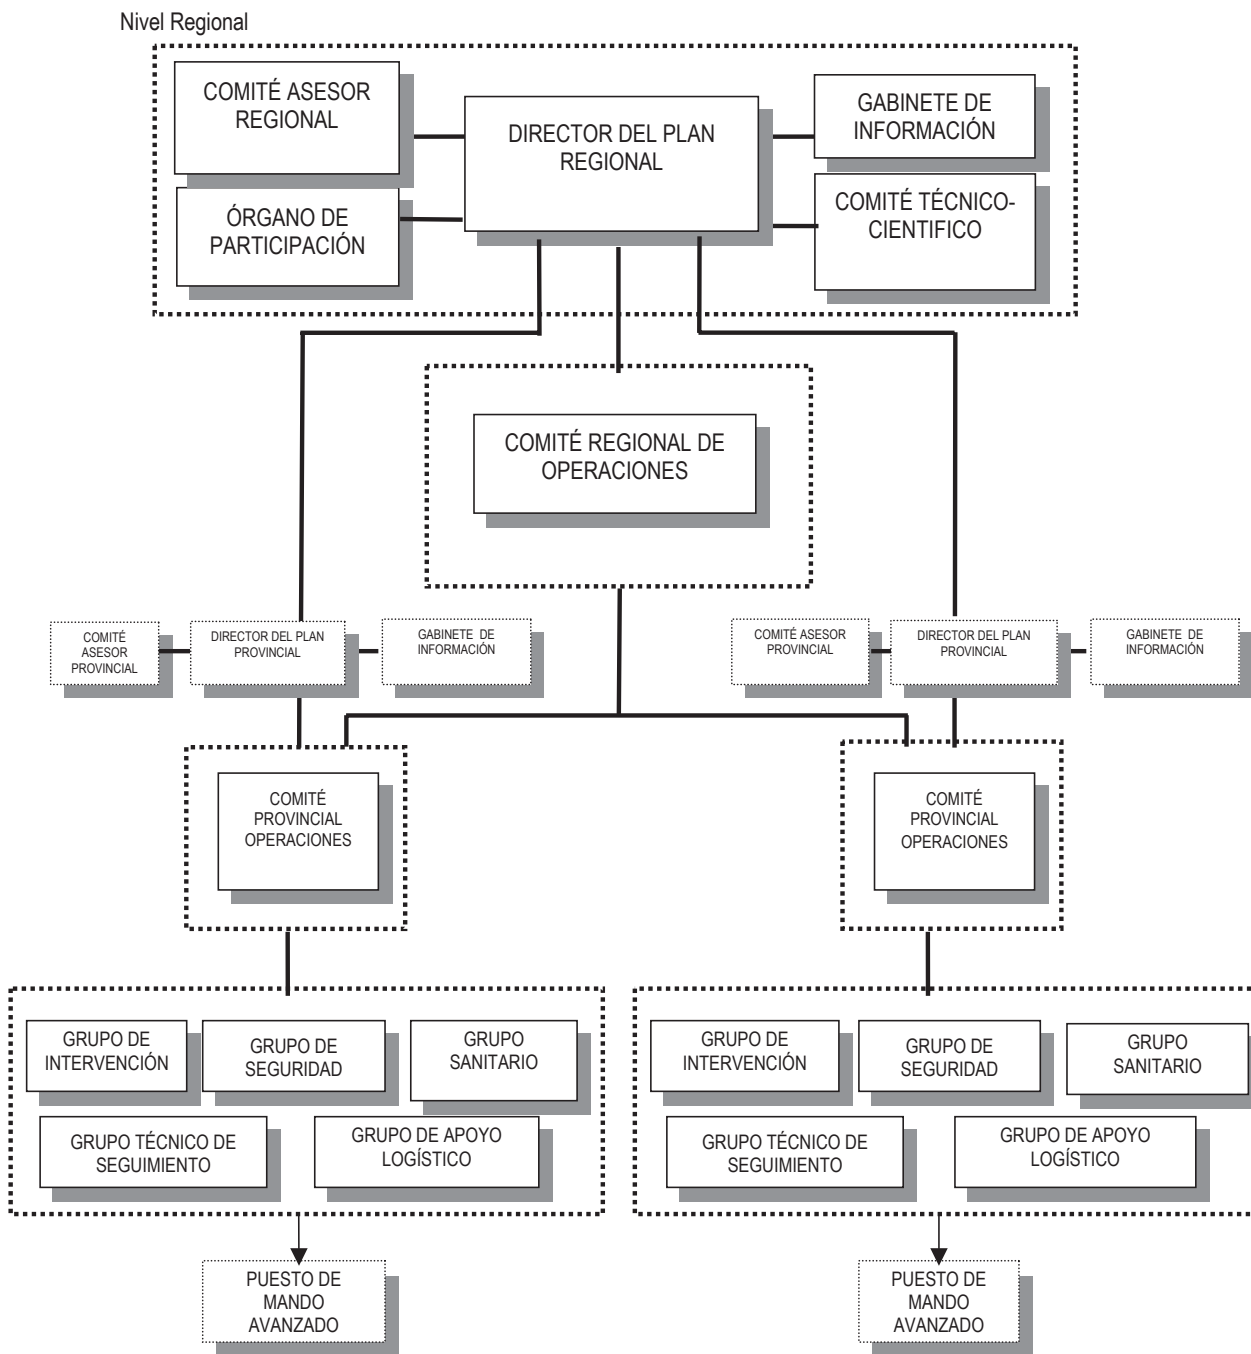 Nivel Regional
COMITÉ ASESOR
REGIONAL
DIRECTOR DEL PLAN
REGIONAL
GABINETE DE
INFORMACIÓN
ÓRGANO DE
PARTICIPACIÓN
COMITÉ TÉCNICO-
CIENTIFICO
COMITÉ REGIONAL DE
OPERACIONES
COMITÉ
ASESOR
PROVINCIAL
DIRECTOR DEL PLAN
PROVINCIAL
GABINETE DE
INFORMACIÓN
COMITÉ ASESOR
PROVINCIAL
DIRECTOR DEL PLAN
PROVINCIAL
GABINETE DE
INFORMACIÓN
COMITÉ
PROVINCIAL
OPERACIONES
COMITÉ
PROVINCIAL
OPERACIONES
GRUPO DE
INTERVENCIÓN
GRUPO DE
SEGURIDAD
GRUPO
SANITARIO
GRUPO TÉCNICO DE
SEGUIMIENTO
GRUPO DE APOYO
LOGÍSTICO
GRUPO DE
INTERVENCIÓN
GRUPO DE
SEGURIDAD
GRUPO
SANITARIO
GRUPO TÉCNICO DE
SEGUIMIENTO
GRUPO DE APOYO
LOGÍSTICO
PUESTO DE
MANDO
AVANZADO
PUESTO DE
MANDO
AVANZADO